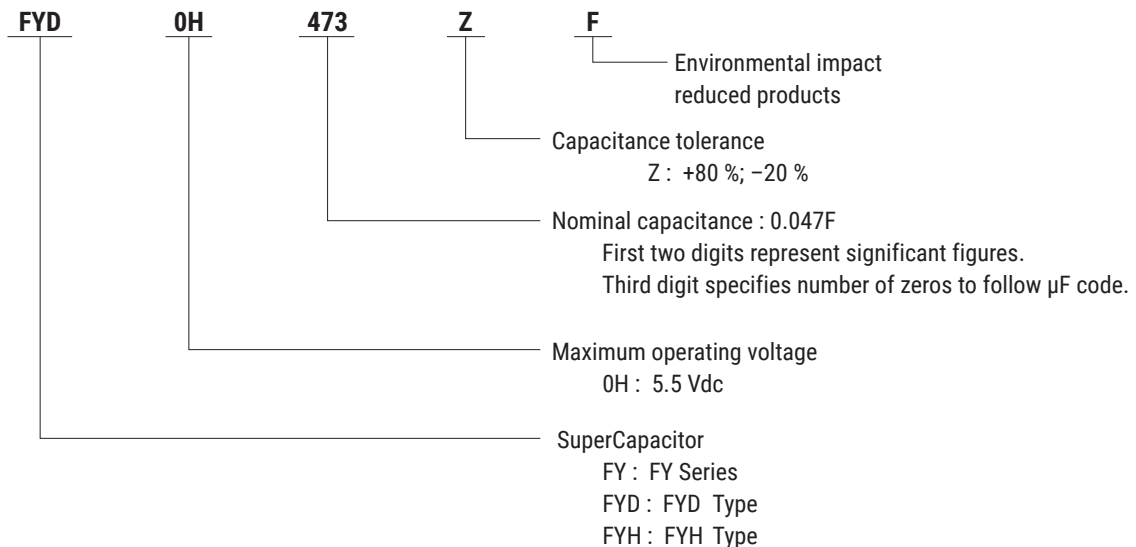 FYD 0H 473 Z F
Environmental impact
reduced products
Capacitance tolerance
Z : +80 %; –20 %
Nominal capacitance : 0.047F
First two digits represent significant figures.
Third digit specifies number of zeros to follow µF code.
Maximum operating voltage
0H : 5.5 Vdc
SuperCapacitor
FY : FY Series
FYD : FYD Type
FYH : FYH Type